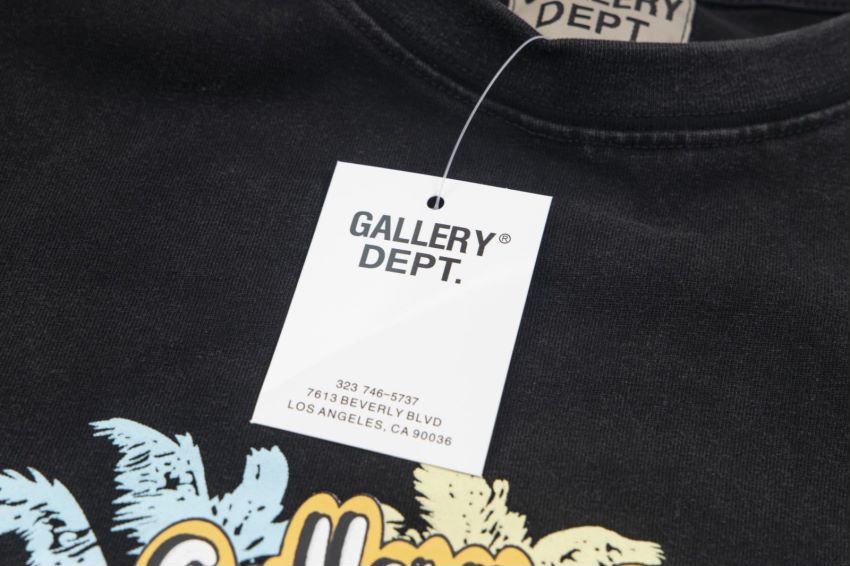 GALLERY
DEPT
GALLERY®
DEPT.
323 746-5737
7613 BEVERLY BLVD
LOS ANGELES, CA 90036